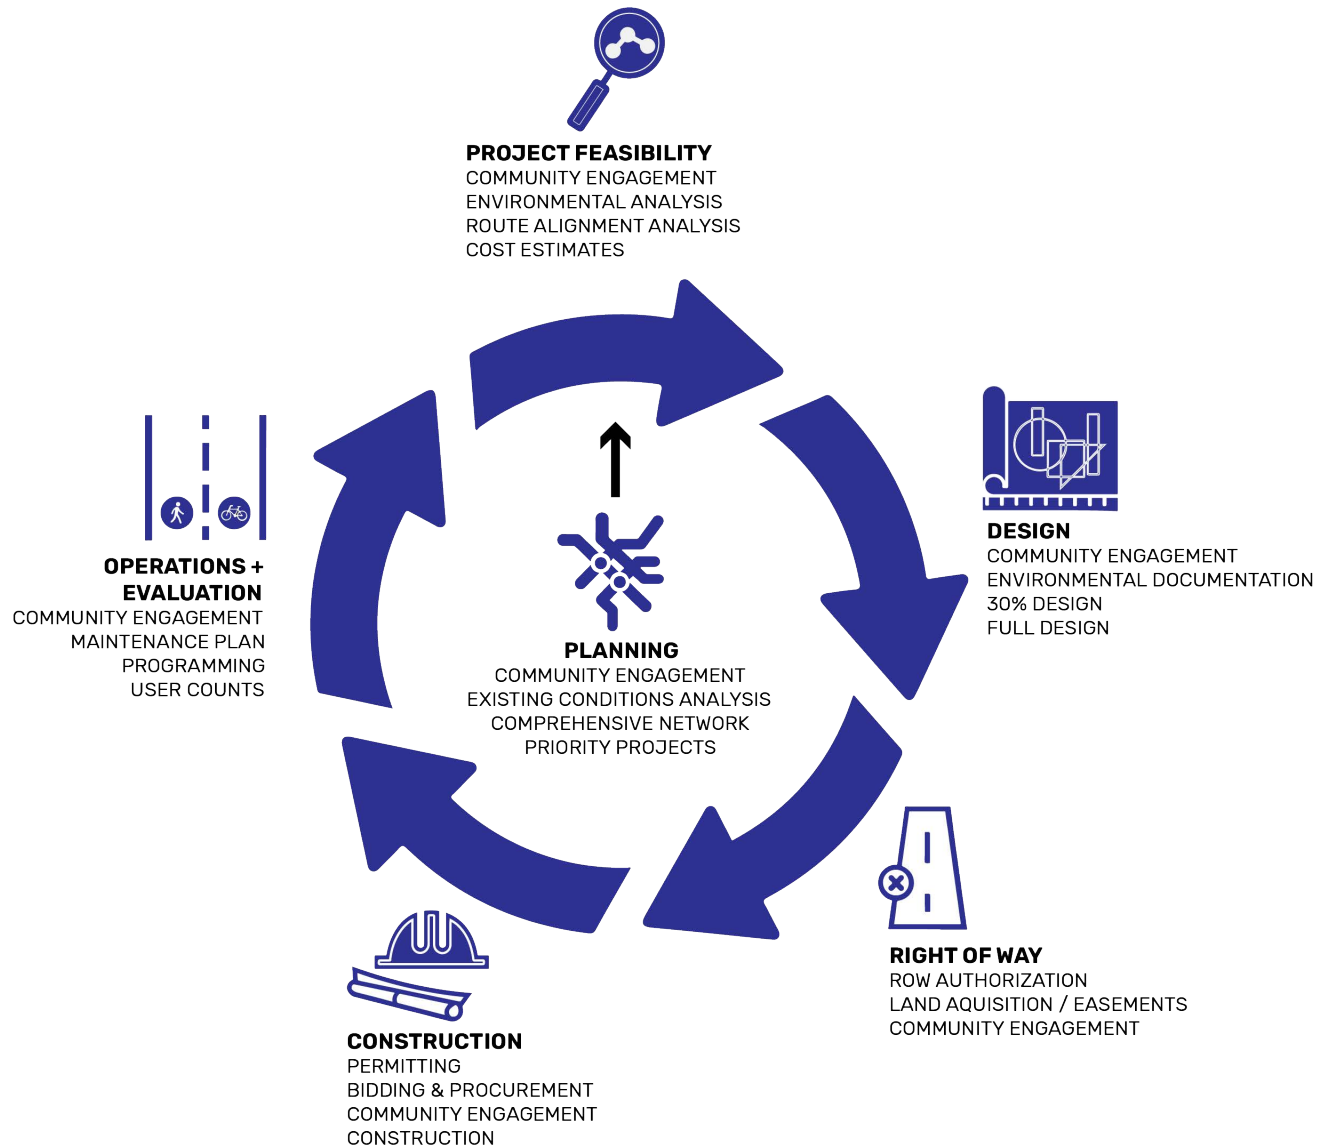 PROJECT FEASIBILITY
COMMUNITY ENGAGEMENT
ENVIRONMENTAL ANALYSIS
ROUTE ALIGNMENT ANALYSIS
COST ESTIMATES
DESIGN
COMMUNITY ENGAGEMENT
ENVIRONMENTAL DOCUMENTATION
30% DESIGN
FULL DESIGN
RIGHT OF WAY
ROW AUTHORIZATION
LAND AQUISITION / EASEMENTS
COMMUNITY ENGAGEMENT
CONSTRUCTION
PERMITTING
BIDDING & PROCUREMENT
COMMUNITY ENGAGEMENT
CONSTRUCTION
OPERATIONS +
EVALUATION
COMMUNITY ENGAGEMENT
MAINTENANCE PLAN
PROGRAMMING
USER COUNTS
PLANNING
COMMUNITY ENGAGEMENT
EXISTING CONDITIONS ANALYSIS
COMPREHENSIVE NETWORK
PRIORITY PROJECTS